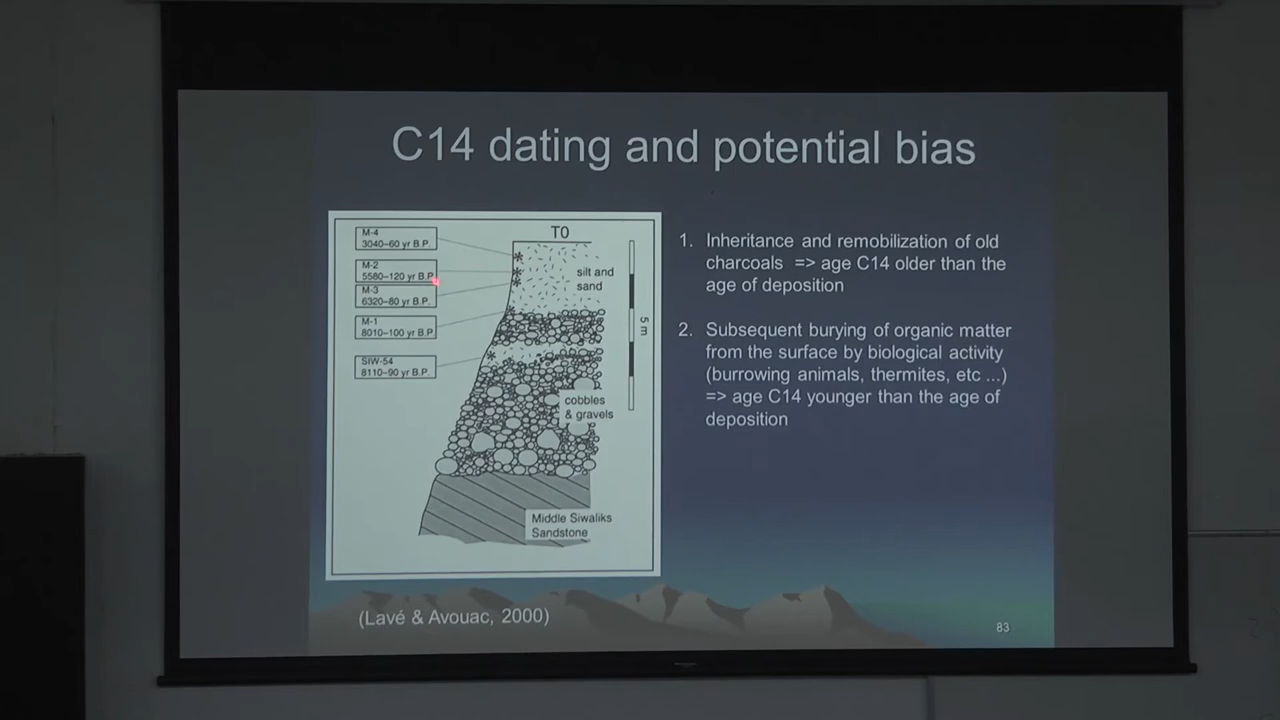 C14 dating and potential bias
T0
M-4
3040–60 yr B.P.
M-2
5580–120 yr B.P
M-3
6320–80 yr B.P.
M-1
8010–100 yr B.P
SIW-54
8110–90 yr B.P.
silt and
sand
5 m
cobbles
& gravels
Middle Siwaliks
Sandstone
1. Inheritance and remobilization of old
charcoals => age C14 older than the
age of deposition
2. Subsequent burying of organic matter
from the surface by biological activity
(burrowing animals, thermites, etc ...)
=> age C14 younger than the age of
deposition
(Lavé & Avouac, 2000)
83